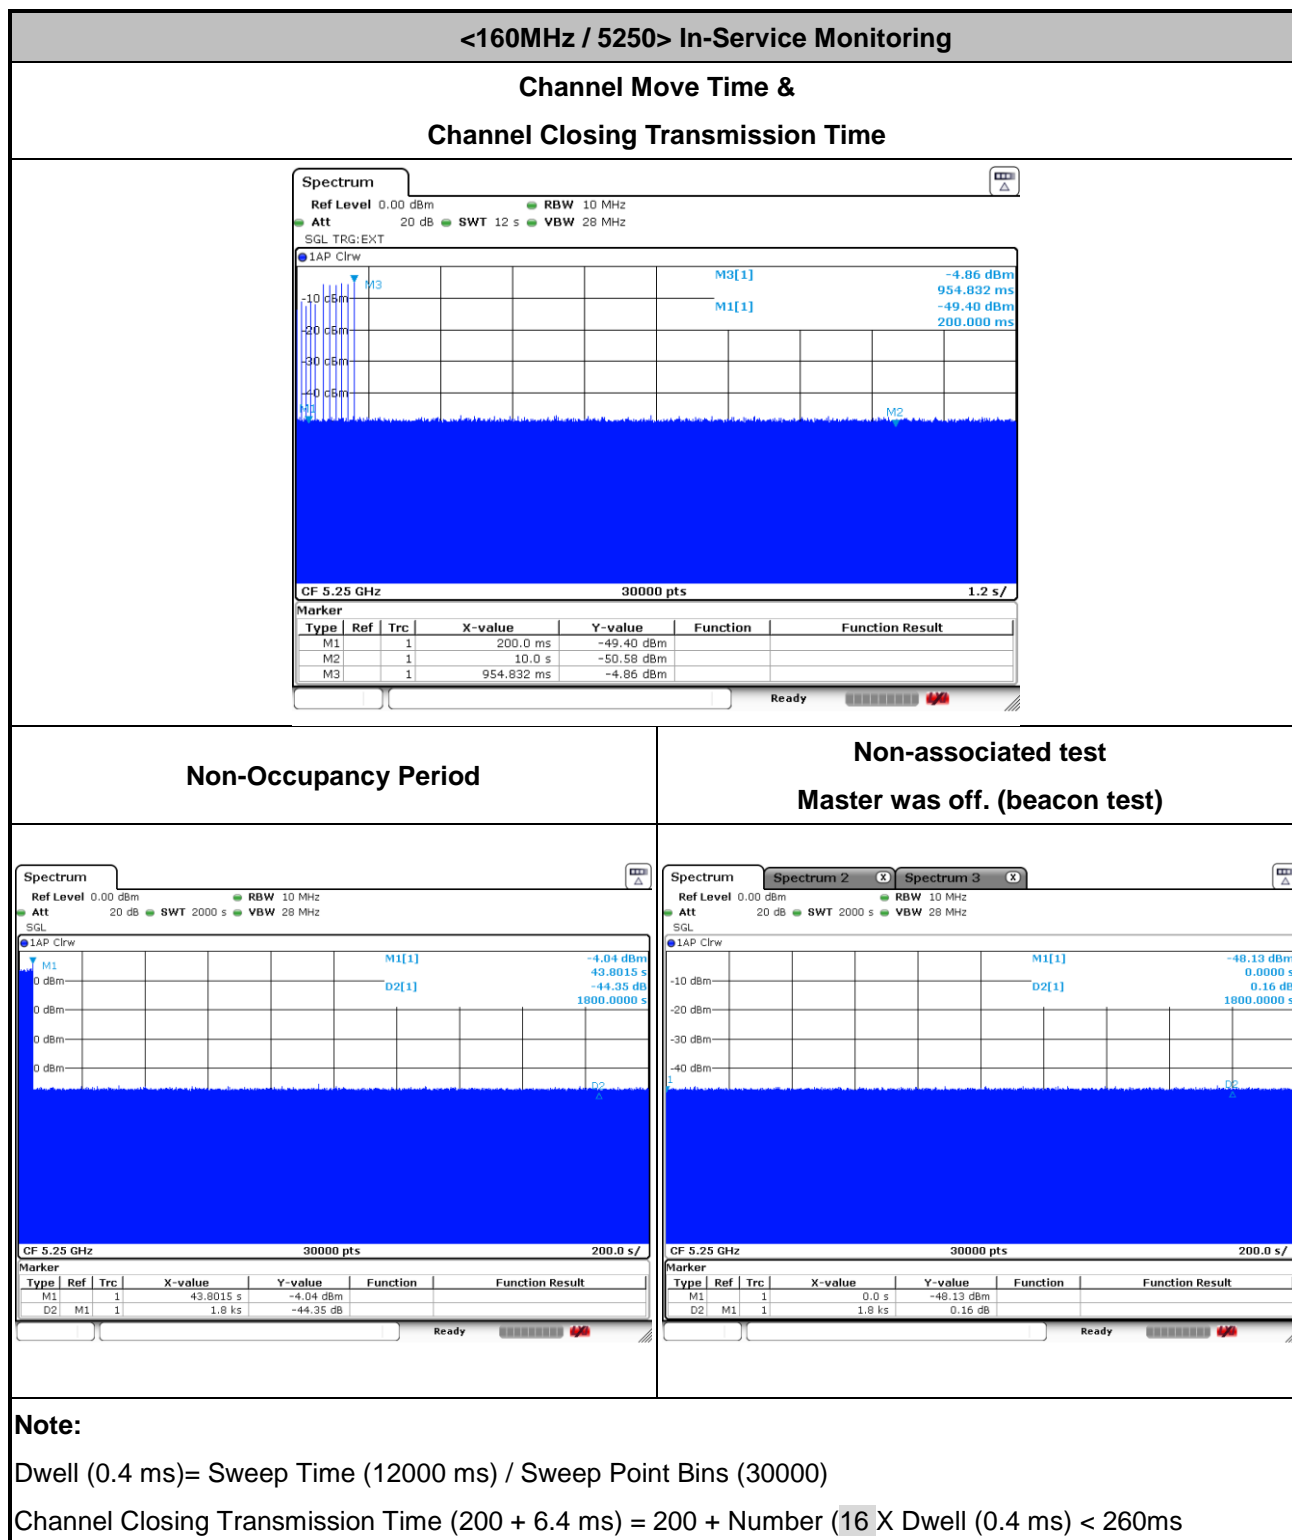 <160MHz / 5250> In-Service Monitoring
Channel Move Time &
Channel Closing Transmission Time
Spectrum
Ref Level 0.00 dBm RBW 10 MHz
Att 20 dB SWT 12 s VBW 28 MHz
SGL TRG:EXT
1AP Clrw
M3[1] -4.86 dBm
954.832 ms
M1[1] -49.40 dBm
200.000 ms
M3
-10 dBm
-20 dBm
-30 dBm
-40 dBm
M1
M2
CF 5.25 GHz 30000 pts 1.2 s/
Marker
Type Ref Trc X-value Y-value Function Function Result
M1 1 200.0 ms -49.40 dBm
M2 1 10.0 s -50.58 dBm
M3 1 954.832 ms -4.86 dBm
Ready
Non-Occupancy Period
Non-associated test
Master was off. (beacon test)
Spectrum
Ref Level 0.00 dBm RBW 10 MHz
Att 20 dB SWT 2000 s VBW 28 MHz
SGL
1AP Clrw
M1[1] -4.04 dBm
43.8015 s
D2[1] -44.35 dB
1800.0000 s
M1
0 dBm
0 dBm
0 dBm
0 dBm
D2
CF 5.25 GHz 30000 pts 200.0 s/
Marker
Type Ref Trc X-value Y-value Function Function Result
M1 1 43.8015 s -4.04 dBm
D2 M1 1 1.8 ks -44.35 dB
Ready
Spectrum Spectrum 2 X Spectrum 3 X
Ref Level 0.00 dBm RBW 10 MHz
Att 20 dB SWT 2000 s VBW 28 MHz
SGL
1AP Clrw
M1[1] -48.13 dBm
0.0000 s
D2[1] 0.16 dB
1800.0000 s
-10 dBm
-20 dBm
-30 dBm
-40 dBm
1
D2
CF 5.25 GHz 30000 pts 200.0 s/
Marker
Type Ref Trc X-value Y-value Function Function Result
M1 1 0.0 s -48.13 dBm
D2 M1 1 1.8 ks 0.16 dB
Ready
Note:
Dwell (0.4 ms)= Sweep Time (12000 ms) / Sweep Point Bins (30000)
Channel Closing Transmission Time (200 + 6.4 ms) = 200 + Number (16 X Dwell (0.4 ms) < 260ms